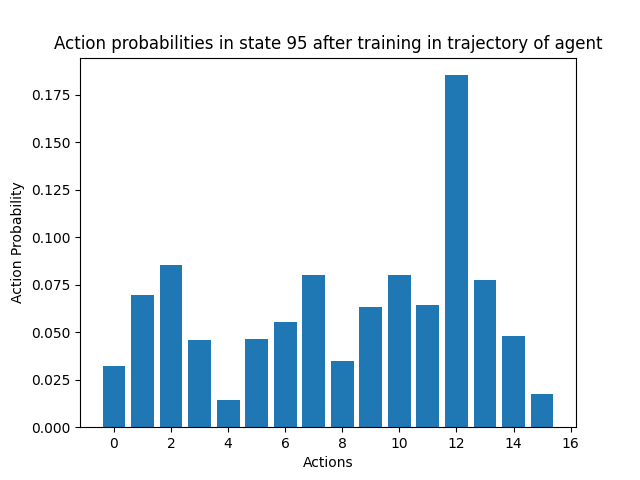 Action probabilities in state 95 after training in trajectory of agent
Action Probability
0.175
0.150
0.125
0.100
0.075
0.050
0.025
0.000
0 2 4 6 8 10 12 14 16
Actions